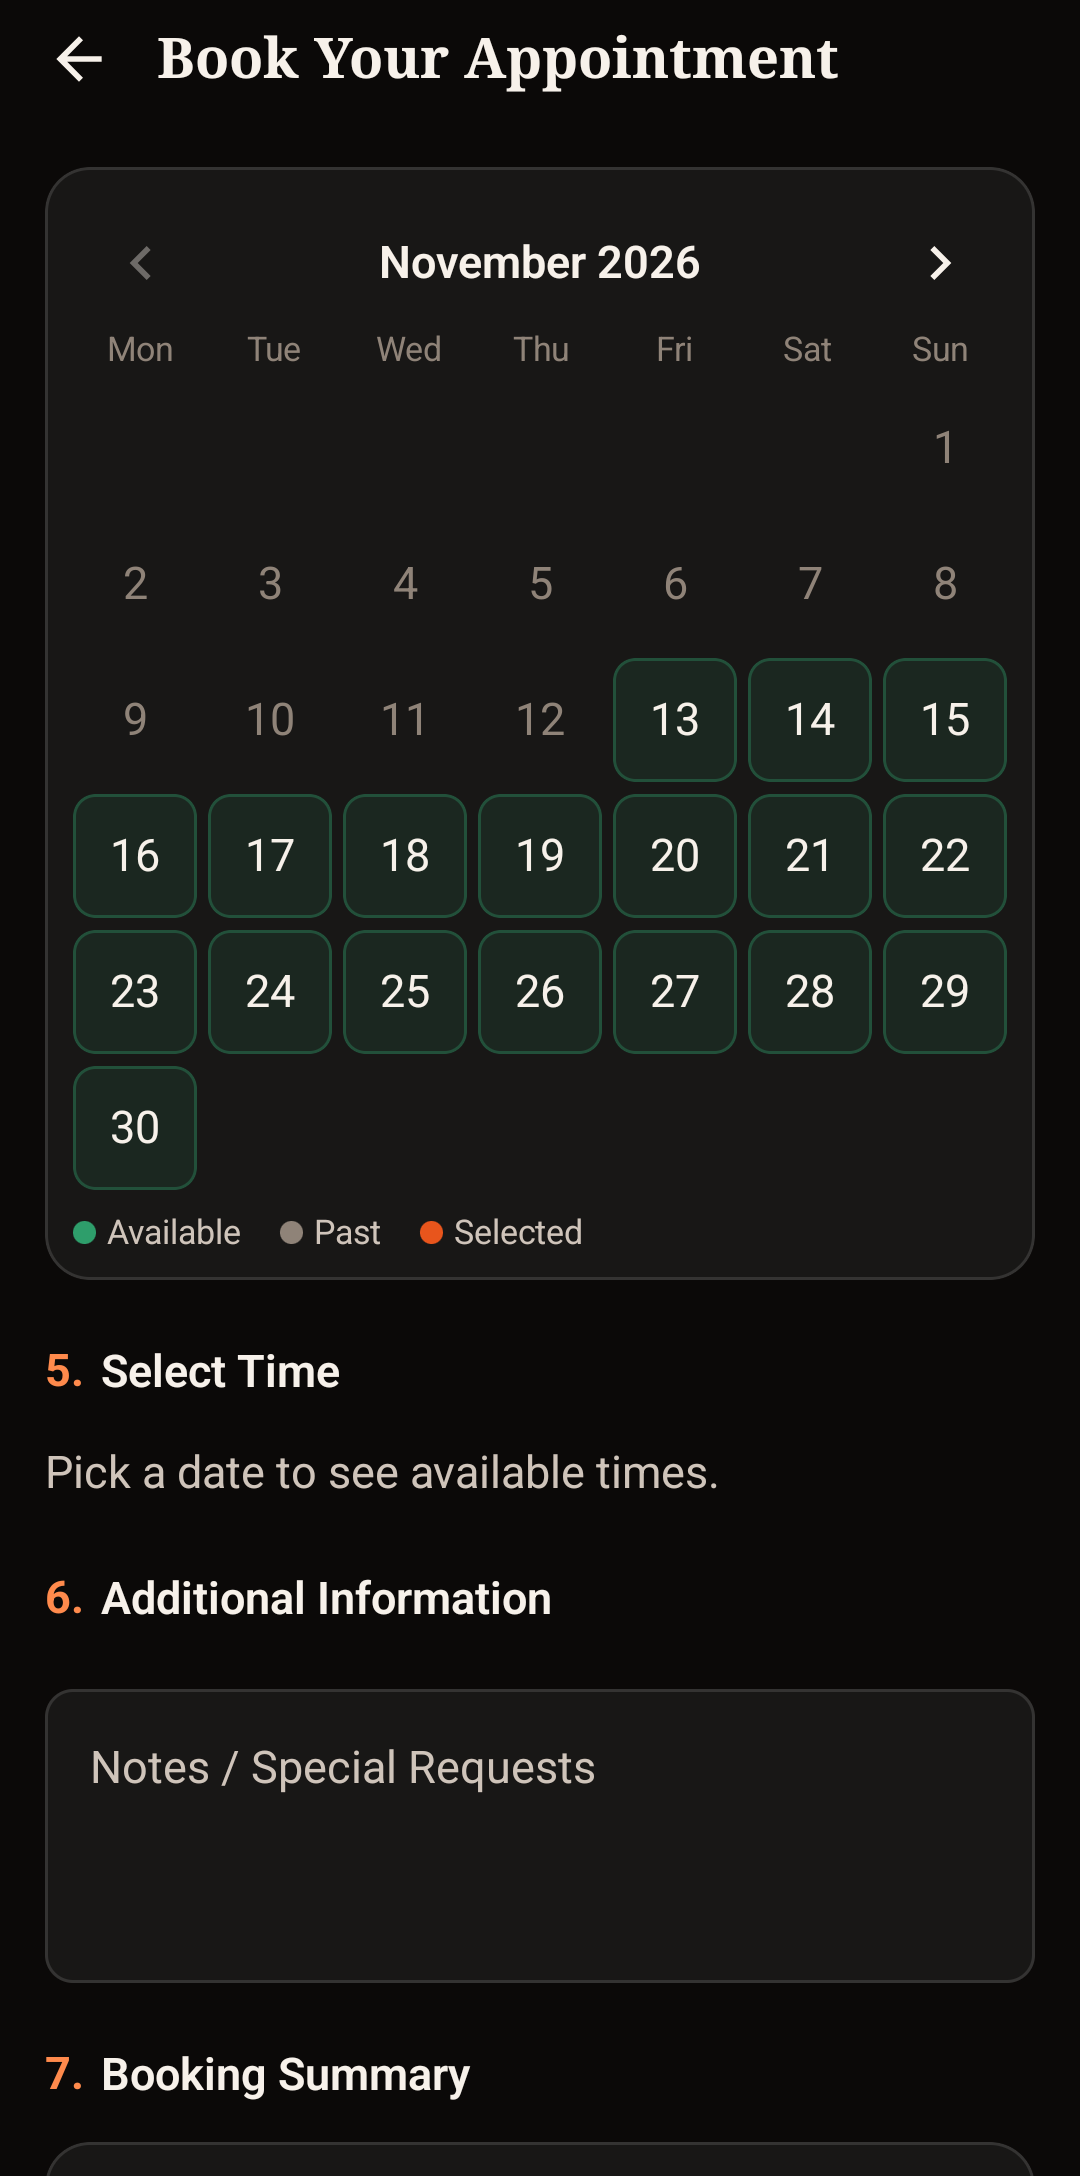 Book Your Appointment
November 2026
Mon Tue Wed Thu Fri Sat Sun
1
2 3 4 5 6 7 8
9 10 11 12 13 14 15
16 17 18 19 20 21 22
23 24 25 26 27 28 29
30
Available Past Selected
5. Select Time
Pick a date to see available times.
6. Additional Information
Notes / Special Requests
7. Booking Summary